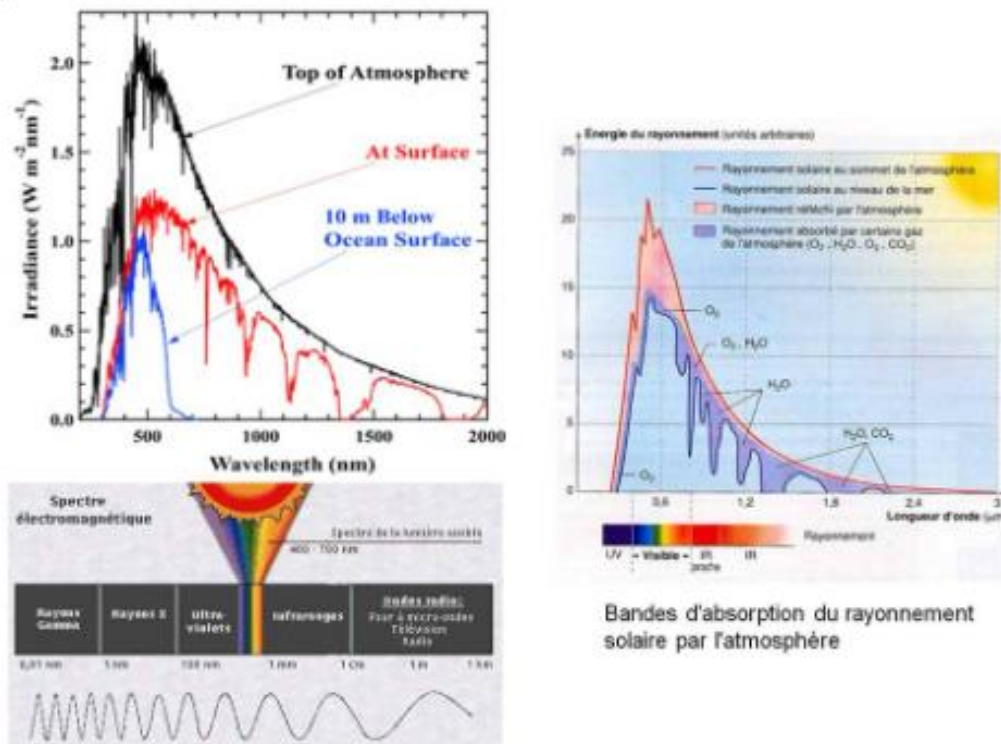 2.0
1.5
1.0
0.5
0.0
Irradiance (W m⁻² nm⁻¹)
Top of Atmosphere
At Surface
10 m Below
Ocean Surface
500
1000
1500
2000
Wavelength (nm)
Spectre
électromagnétique
Spectre de la lumière visible
400 - 700 nm
Rayons
Gamma
Rayons X
Ultra-
violets
Infrarouges
Ondes radio:
Four à micro-ondes
Télévision
Radio
0,01 nm
1 nm
100 nm
1 mm
1 cm
1 m
1 km
Énergie du rayonnement (unités arbitraires)
25
20
15
10
5
0
Rayonnement solaire au sommet de l'atmosphère
Rayonnement solaire au niveau de la mer
Rayonnement réfléchi par l'atmosphère
Rayonnement absorbé par certains gaz
de l'atmosphère (O₃, H₂O, O₂, CO₂)
O₃
O₂, H₂O
H₂O
H₂O, CO₂
O₃
0,6
1,2
1,8
2,4
Longueur d'onde
Rayonnement
UV
Visible
IR
proche
IR
Bandes d'absorption du rayonnement
solaire par l'atmosphère